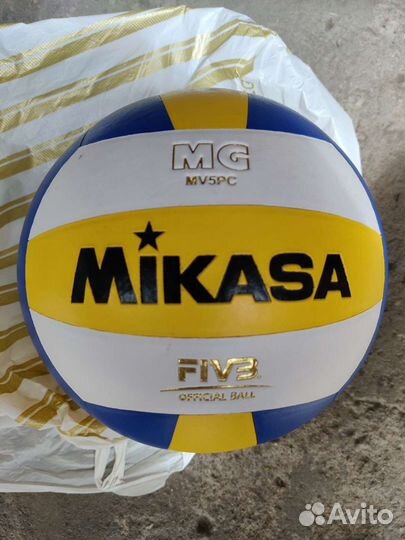 MG
MV5PC
MIKASA
FIVB
OFFICIAL BALL
Avito